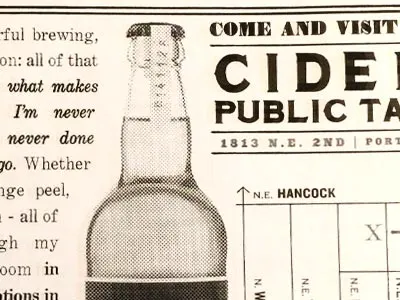 rful brewing,
on: all of that
what makes
I'm never
never done
go. Whether
nge peel,
- all of
gh my
oom in
tions in
COME AND VISIT
CIDE
PUBLIC TA
1813 N.E. 2ND | PORT
N.E. HANCOCK
X
N.W
N.E.
N.E.
N.E.